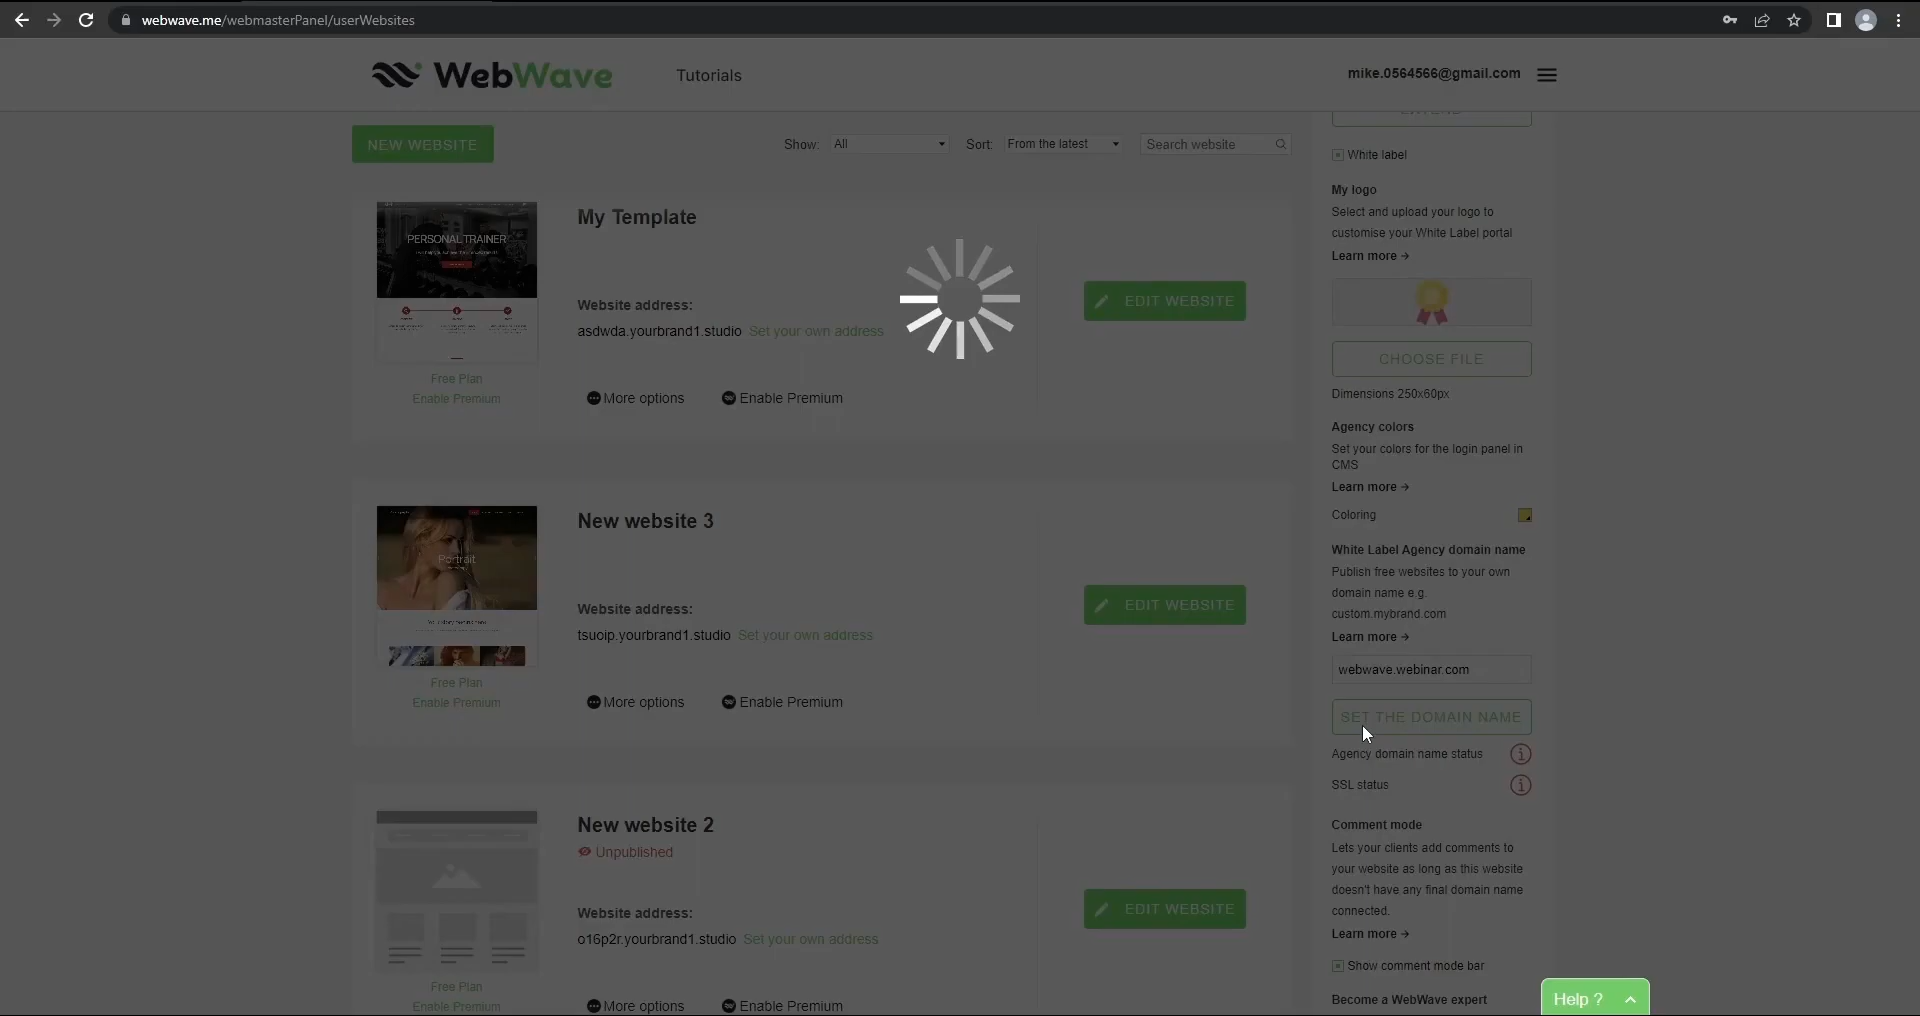 webwave.me/webmasterPanel/userWebsites
WebWave
Tutorials
mike.0564566@gmail.com
NEW WEBSITE
Show: All
Sort: From the latest
Search website
My Template
PERSONAL TRAINER
Website address:
asdwda.yourbrand1.studio Set your own address
EDIT WEBSITE
Free Plan
Enable Premium
More options
Enable Premium
New website 3
Portrait
Website address:
tsuoip.yourbrand1.studio Set your own address
EDIT WEBSITE
Free Plan
Enable Premium
More options
Enable Premium
New website 2
Unpublished
Website address:
o16p2r.yourbrand1.studio Set your own address
EDIT WEBSITE
Free Plan
Enable Premium
More options
Enable Premium
White label
My logo
Select and upload your logo to
customise your White Label portal
Learn more →
CHOOSE FILE
Dimensions 250x60px
Agency colors
Set your colors for the login panel in
CMS
Learn more →
Coloring
White Label Agency domain name
Publish free websites to your own
domain name e.g.
custom.mybrand.com
Learn more →
webwave.webinar.com
SET THE DOMAIN NAME
Agency domain name status
SSL status
Comment mode
Lets your clients add comments to
your website as long as this website
doesn't have any final domain name
connected.
Learn more →
Show comment mode bar
Become a WebWave expert
Help ?